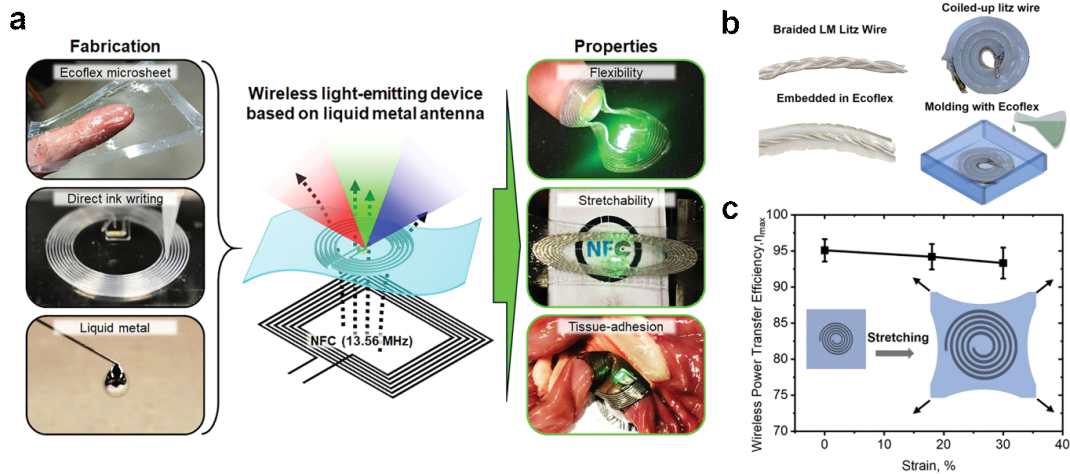 a
Fabrication
Ecoflex microsheet
Direct ink writing
Liquid metal
Wireless light-emitting device
based on liquid metal antenna
NFC (13.56 MHz)
Properties
Flexibility
Stretchability
NFC
Tissue-adhesion
b
Braided LM Litz Wire
Coiled-up litz wire
Embedded in Ecoflex
Molding with Ecoflex
c
Wireless Power Transfer Efficiency,ηmax
100
95
90
85
80
75
70
Stretching
0
10
20
30
40
Strain, %